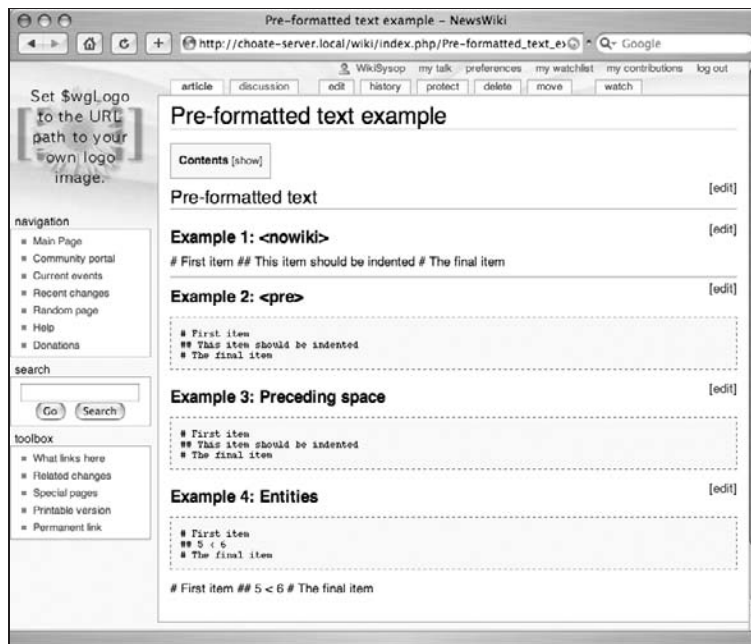 Pre-formatted text example – NewsWiki
http://choate-server.local/wiki/index.php/Pre-formatted_text_ex
Google
WikiSysop my talk preferences my watchlist my contributions log out
article discussion edit history protect delete move watch
Set $wgLogo
to the URL
path to your
own logo
image.
Pre-formatted text example
Contents [show]
Pre-formatted text [edit]
navigation
Main Page
Community portal
Current events
Recent changes
Random page
Help
Donations
search
Go Search
toolbox
What links here
Related changes
Special pages
Printable version
Permanent link
Example 1: <nowiki> [edit]
# First item ## This item should be indented # The final item
Example 2: <pre> [edit]
# First item
## This item should be indented
# The final item
Example 3: Preceding space [edit]
# First item
## This item should be indented
# The final item
Example 4: Entities [edit]
# First item
## 5 < 6
# The final item
# First item ## 5 < 6 # The final item